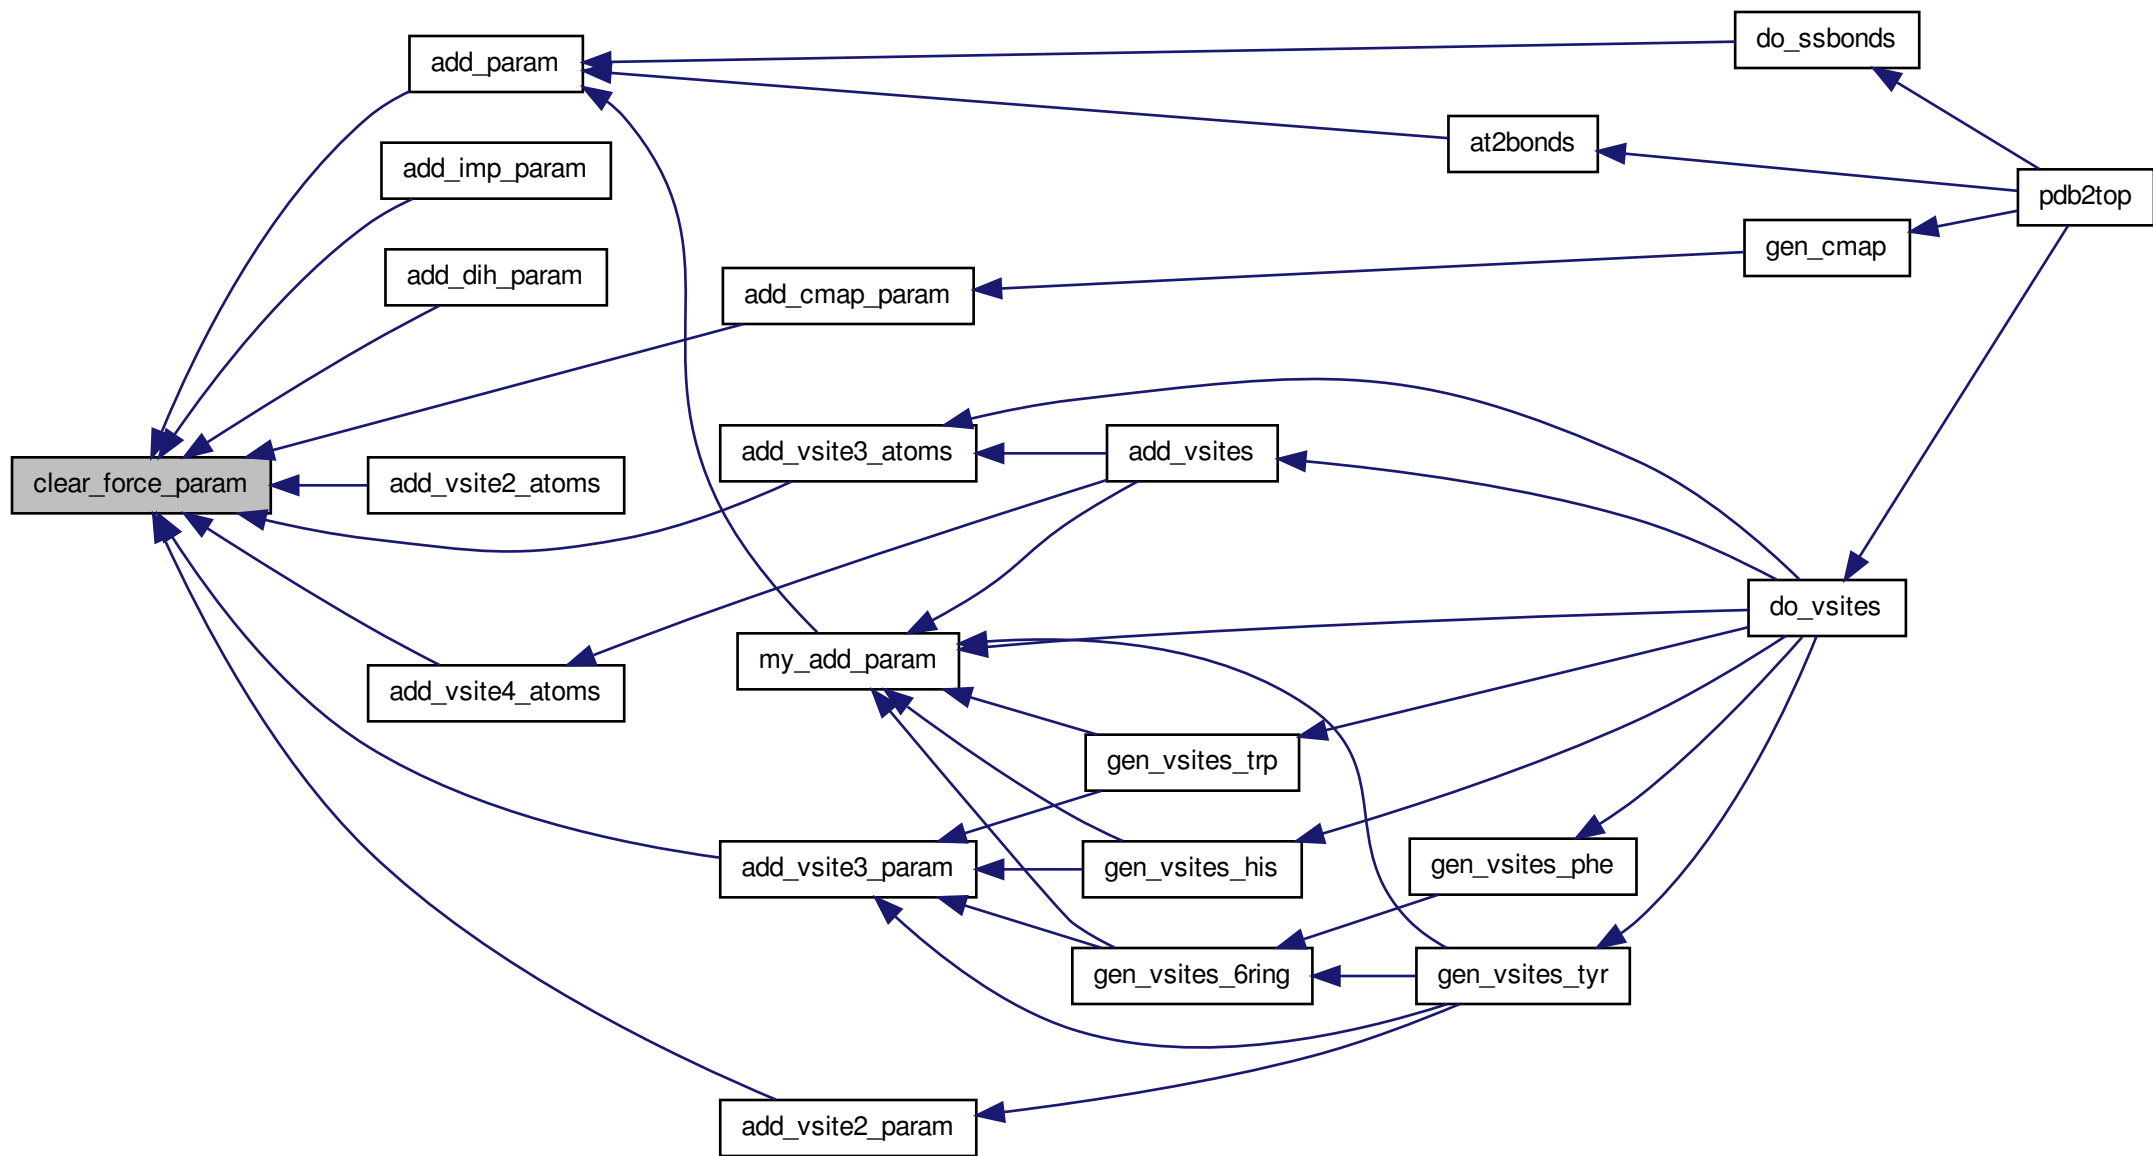 do_ssbonds
add_param
at2bonds
add_imp_param
pdb2top
gen_cmap
add_dih_param
add_cmap_param
add_vsite3_atoms
add_vsites
clear_force_param
add_vsite2_atoms
do_vsites
my_add_param
add_vsite4_atoms
gen_vsites_trp
gen_vsites_phe
add_vsite3_param
gen_vsites_his
gen_vsites_6ring
gen_vsites_tyr
add_vsite2_param